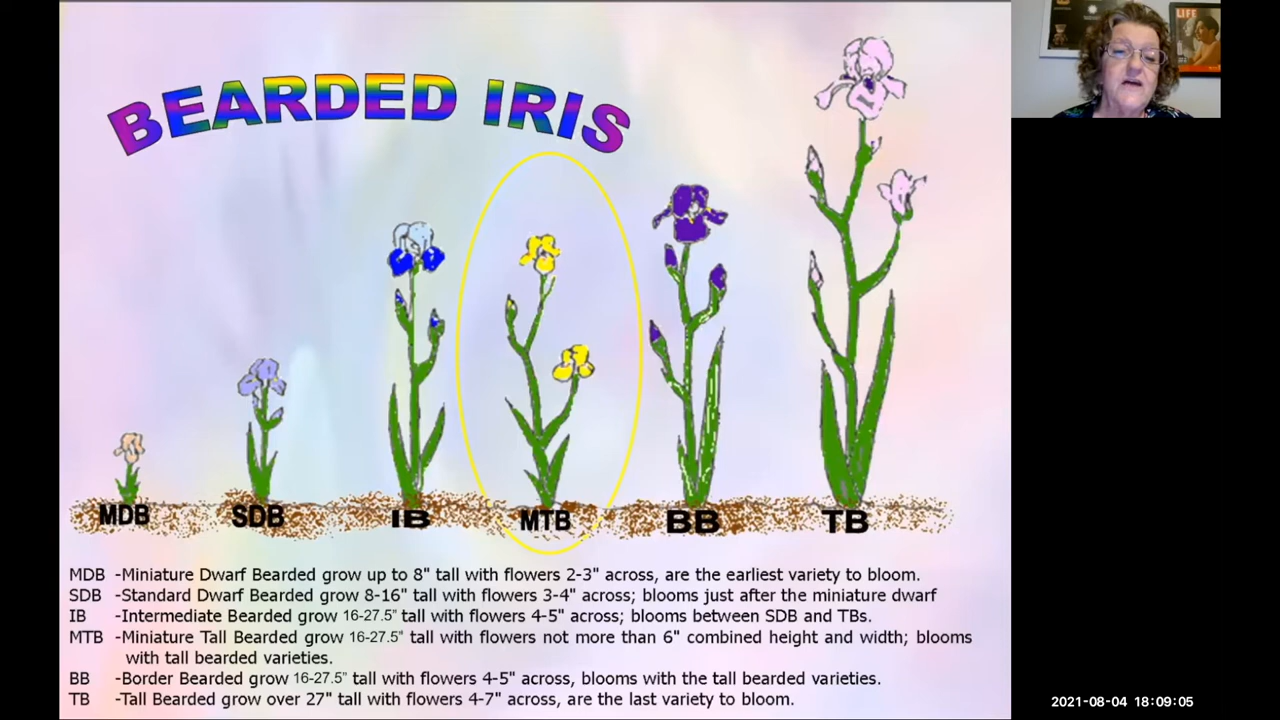 LIFE
BEARDED IRIS
MDB SDB IB MTB BB TB
MDB -Miniature Dwarf Bearded grow up to 8" tall with flowers 2-3" across, are the earliest variety to bloom.
SDB -Standard Dwarf Bearded grow 8-16" tall with flowers 3-4" across; blooms just after the miniature dwarf
IB -Intermediate Bearded grow 16-27.5" tall with flowers 4-5" across; blooms between SDB and TBs.
MTB -Miniature Tall Bearded grow 16-27.5" tall with flowers not more than 6" combined height and width; blooms
with tall bearded varieties.
BB -Border Bearded grow 16-27.5" tall with flowers 4-5" across, blooms with the tall bearded varieties.
TB -Tall Bearded grow over 27" tall with flowers 4-7" across, are the last variety to bloom.
2021-08-04 18:09:05